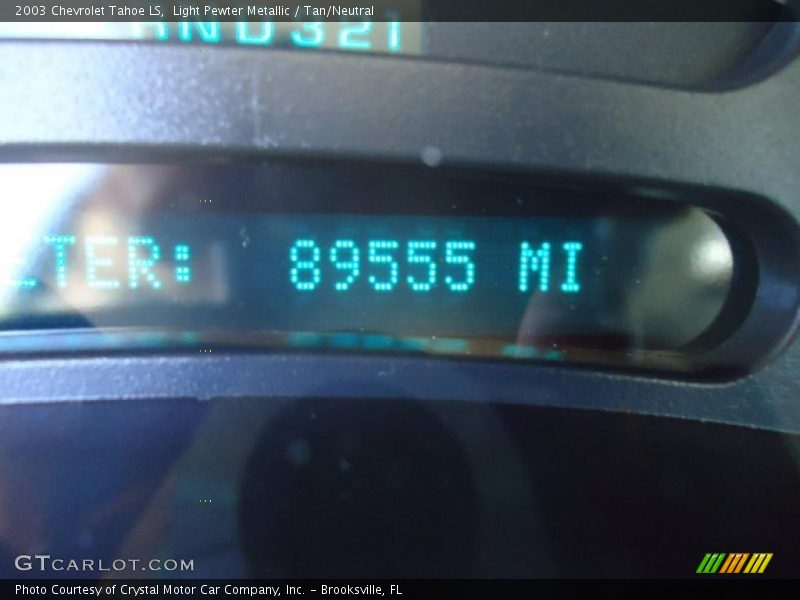 2003 Chevrolet Tahoe LS,  Light Pewter Metallic / Tan/Neutral
AND321
TER:  89555 MI
GTCARLOT.COM
Photo Courtesy of Crystal Motor Car Company, Inc. – Brooksville, FL